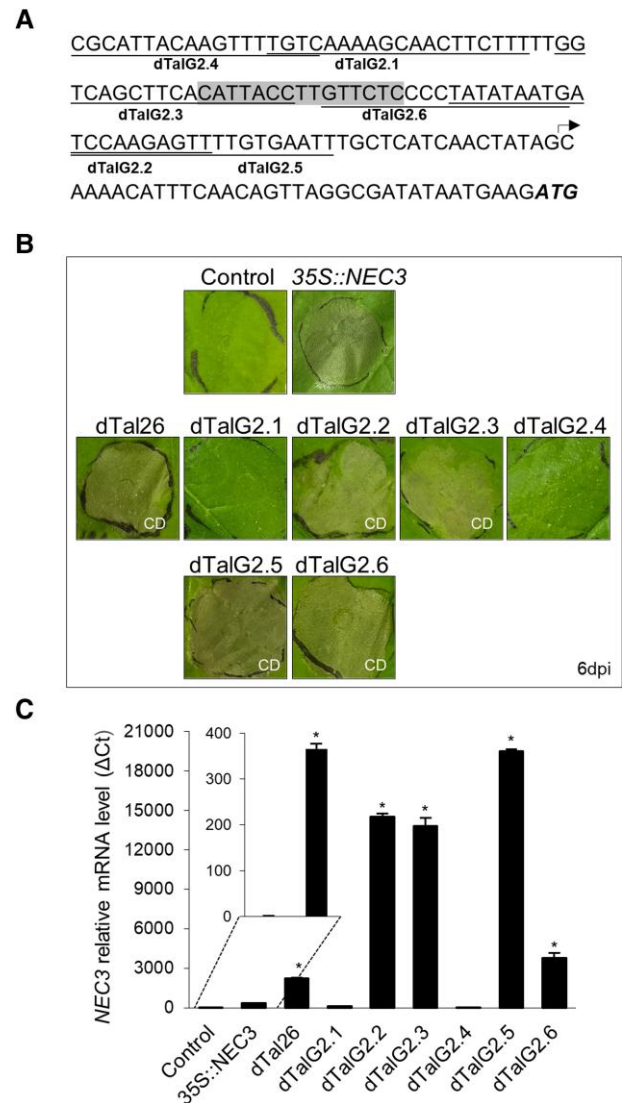 A
CGCATTACAAGTTTTGTCAAAAGCAACTTCTTTTTGG
dTalG2.4 dTalG2.1
TCAGCTTCACATTACCTTGTTCTCCCCTATATAATGA
dTalG2.3 dTalG2.6
TCCAAGAGTTTTGTGAATTTGCTCATCAACTATAGC
dTalG2.2 dTalG2.5
AAAACATTTCAACAGTTAGGCGATATAATGAAGATG
B
Control 35S::NEC3
dTal26 dTalG2.1 dTalG2.2 dTalG2.3 dTalG2.4
CD CD CD
dTalG2.5 dTalG2.6
CD CD
6dpi
C
NEC3 relative mRNA level (ΔCt)
21000
18000
15000
12000
9000
6000
3000
0
400
300
200
100
0
* * * * * *
Control
35S::NEC3
dTal26
dTalG2.1
dTalG2.2
dTalG2.3
dTalG2.4
dTalG2.5
dTalG2.6